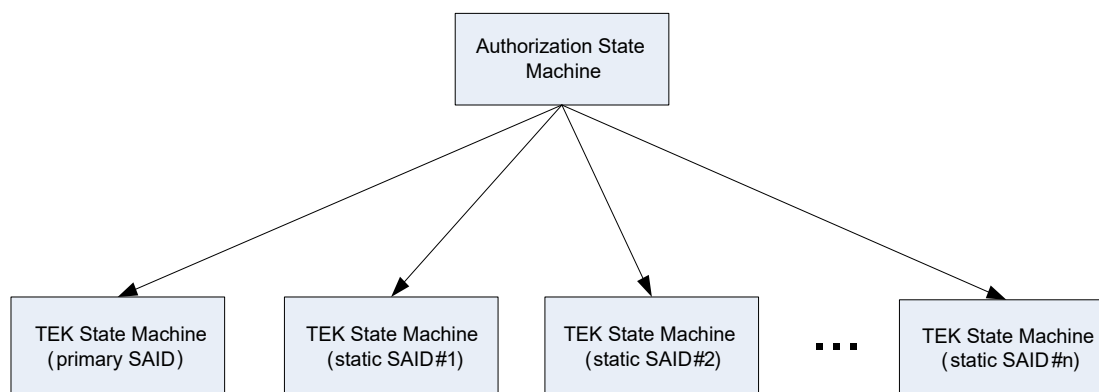 Authorization State
Machine
TEK State Machine
(primary SAID)
TEK State Machine
(static SAID#1)
TEK State Machine
(static SAID#2)
...
TEK State Machine
(static SAID#n)